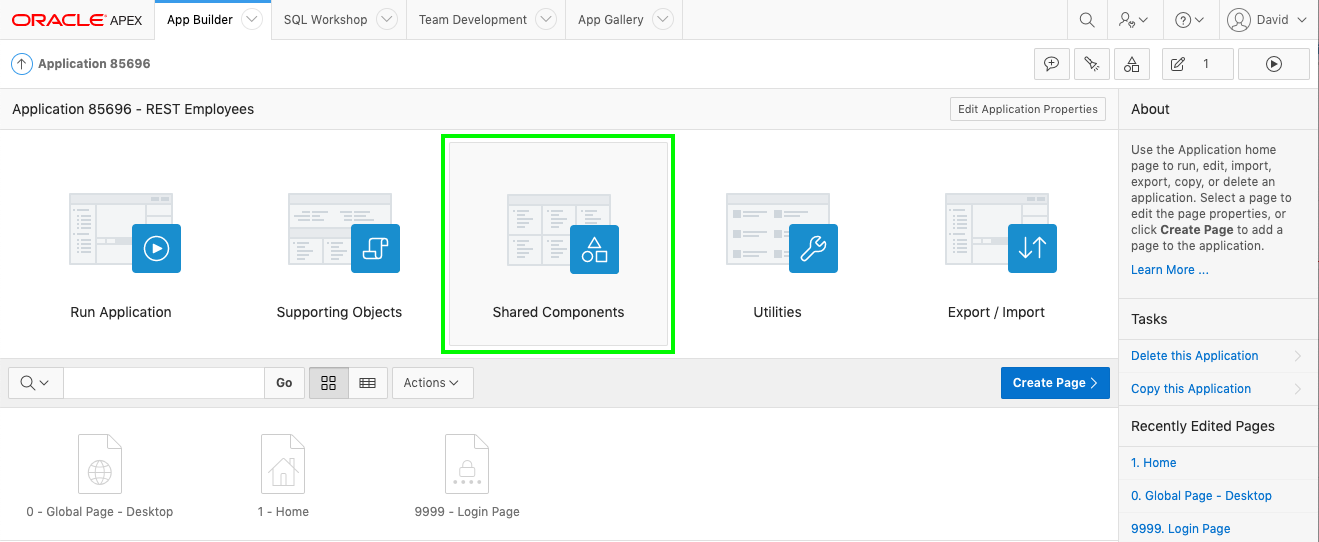 ORACLE APEX App Builder SQL Workshop Team Development App Gallery David
Application 85696 1
Application 85696 - REST Employees Edit Application Properties
Run Application Supporting Objects Shared Components Utilities Export / Import
Go Actions Create Page
0 - Global Page - Desktop 1 - Home 9999 - Login Page
About
Use the Application home
page to run, edit, import,
export, copy, or delete an
application. Select a page to
edit the page properties, or
click Create Page to add a
page to the application.
Learn More ...
Tasks
Delete this Application
Copy this Application
Recently Edited Pages
1. Home
0. Global Page - Desktop
9999. Login Page